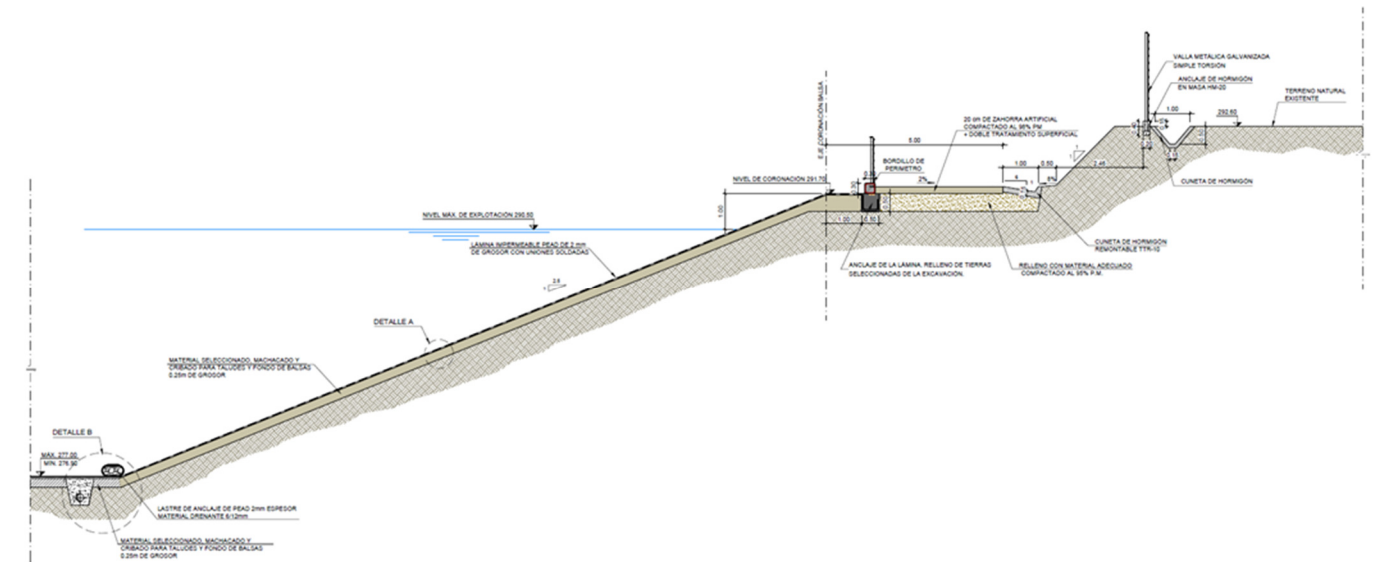 VALLA METÁLICA GALVANIZADA
SIMPLE TORSIÓN
ANCLAJE DE HORMIGÓN
EN MASA HM-20
TERRENO NATURAL
EXISTENTE
292.60
1.00
0.50
EJE CORONACIÓN BALSA
20 cm DE ZAHORRA ARTIFICIAL
COMPACTADO AL 98% PM
+ DOBLE TRATAMIENTO SUPERFICIAL
5.00
BORDILLO DE
PERÍMETRO
2%
1.00
0.50
2.46
CUNETA DE HORMIGÓN
NIVEL DE CORONACIÓN 291.70
1.00
1.00
0.50
NIVEL MÁX. DE EXPLOTACIÓN 290.50
LÁMINA IMPERMEABLE PEAD DE 2 mm
DE GROSOR CON UNIONES SOLDADAS
CUNETA DE HORMIGÓN
REMONTABLE TTR-10
ANCLAJE DE LA LÁMINA. RELLENO DE TIERRAS
SELECCIONADAS DE LA EXCAVACIÓN.
RELLENO CON MATERIAL ADECUADO
COMPACTADO AL 95% P.M.
DETALLE A
MATERIAL SELECCIONADO, MACHACADO Y
CRIBADO PARA TALUDES Y FONDO DE BALSAS
0.25m DE GROSOR
DETALLE B
MÁX. 277.00
MIN. 276.90
LASTRE DE ANCLAJE DE PEAD 2mm ESPESOR
MATERIAL DRENANTE 6/12mm
MATERIAL SELECCIONADO, MACHACADO Y
CRIBADO PARA TALUDES Y FONDO DE BALSAS
0.25m DE GROSOR